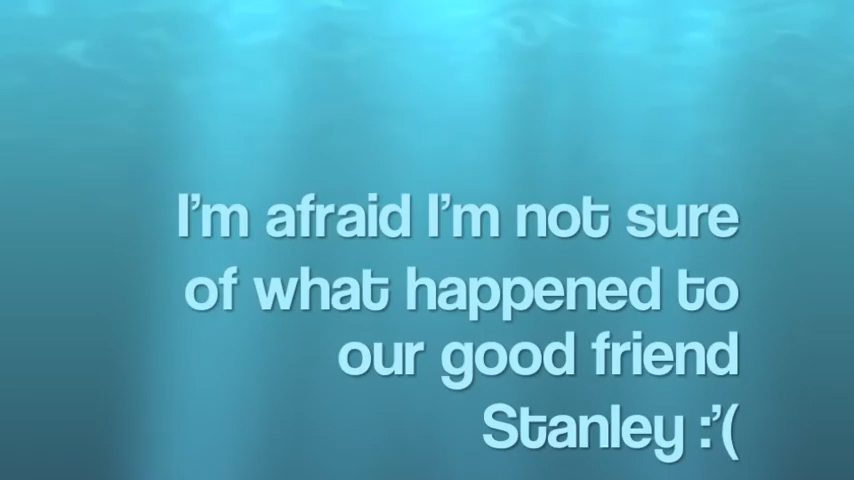 I'm afraid I'm not sure
of what happened to
our good friend
Stanley :'(